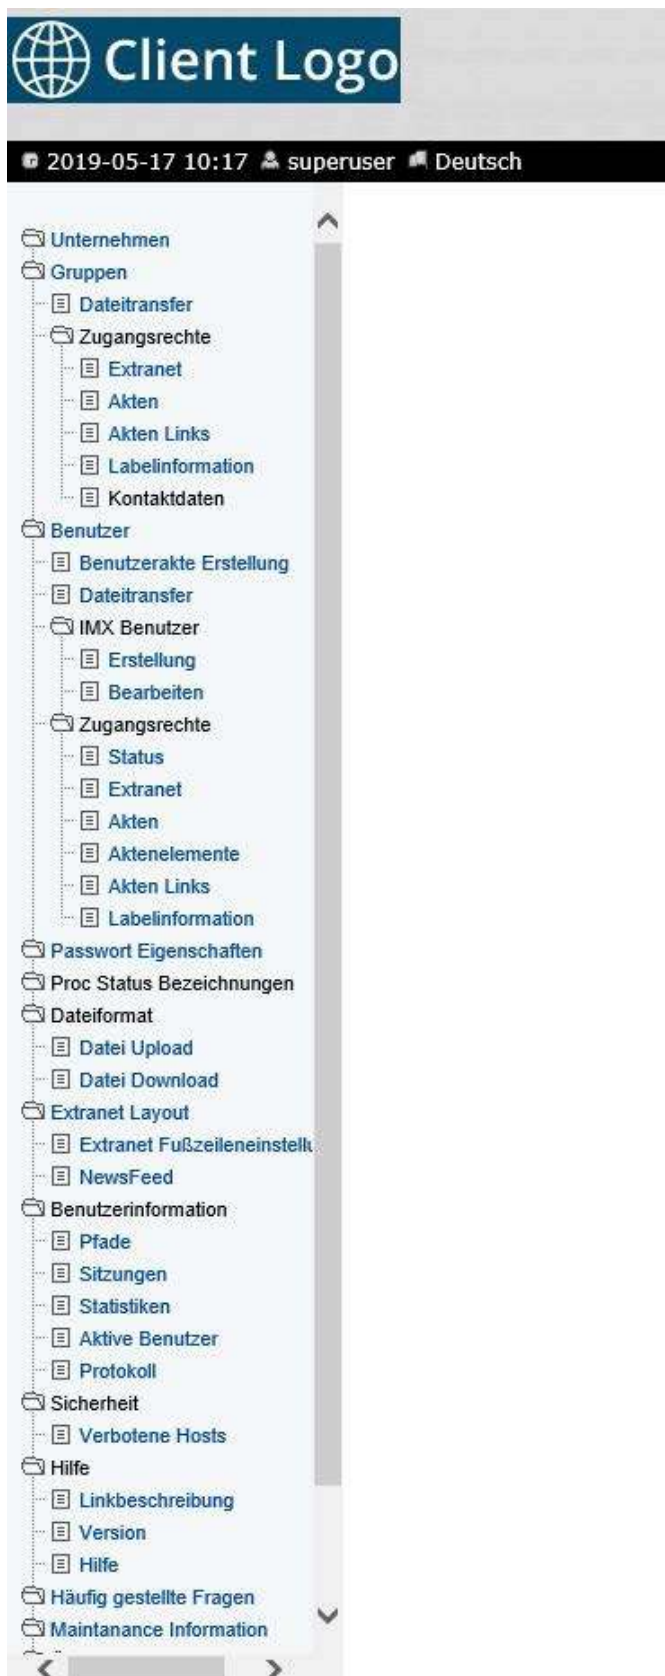 Client Logo
2019-05-17 10:17 superuser Deutsch
Unternehmen
Gruppen
Dateitransfer
Zugangsrechte
Extranet
Akten
Akten Links
Labelinformation
Kontaktdaten
Benutzer
Benutzerakte Erstellung
Dateitransfer
IMX Benutzer
Erstellung
Bearbeiten
Zugangsrechte
Status
Extranet
Akten
Aktenelemente
Akten Links
Labelinformation
Passwort Eigenschaften
Proc Status Bezeichnungen
Dateiformat
Datei Upload
Datei Download
Extranet Layout
Extranet Fußzeileneinstell
NewsFeed
Benutzerinformation
Pfade
Sitzungen
Statistiken
Aktive Benutzer
Protokoll
Sicherheit
Verbotene Hosts
Hilfe
Linkbeschreibung
Version
Hilfe
Häufig gestellte Fragen
Maintanance Information